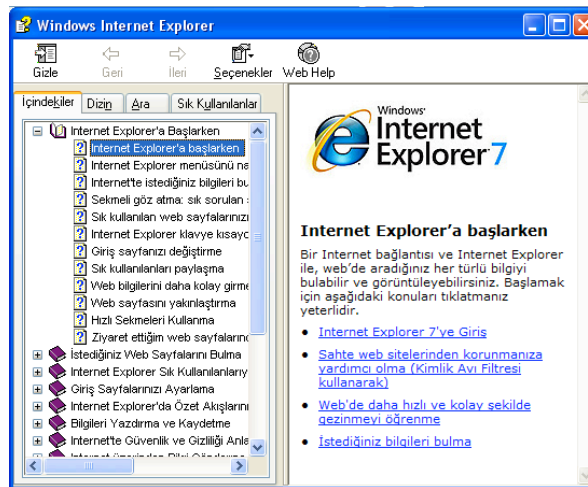 Windows Internet Explorer
Gizle
Geri
İleri
Seçenekler
Web Help
İçindekiler
Dizin
Ara
Sık Kullanılanlar
Internet Explorer'a Başlarken
Internet Explorer'a başlarken
Internet Explorer menüsünü na
Internet'te istediğiniz bilgileri bu
Sekmeli göz atma: sık sorulan
Sık kullanılan web sayfalarınızı
Internet Explorer klavye kısayo
Giriş sayfanızı değiştirme
Sık kullanılanları paylaşma
Web bilgilerini daha kolay girme
Web sayfasını yakınlaştırma
Hızlı Sekmeleri Kullanma
Ziyaret ettiğim web sayfalarınc
İstediğiniz Web Sayfalarını Bulma
Internet Explorer Sık Kullanılanlarıy
Giriş Sayfalarınızı Ayarlama
Internet Explorer'da Özet Akışlarını
Bilgileri Yazdırma ve Kaydetme
Internet'te Güvenlik ve Gizliliği Anla
Windows
Internet
Explorer 7
Internet Explorer'a başlarken
Bir Internet bağlantısı ve Internet Explorer
ile, web'de aradığınız her türlü bilgiyi
bulabilir ve görüntüleyebilirsiniz. Başlamak
için aşağıdaki konuları tıklatmanız
yeterlidir.
• Internet Explorer 7'ye Giriş
• Sahte web sitelerinden korunmanıza
yardımcı olma (Kimlik Avı Filtresi
kullanarak)
• Web'de daha hızlı ve kolay şekilde
gezinmeyi öğrenme
• İstediğiniz bilgileri bulma